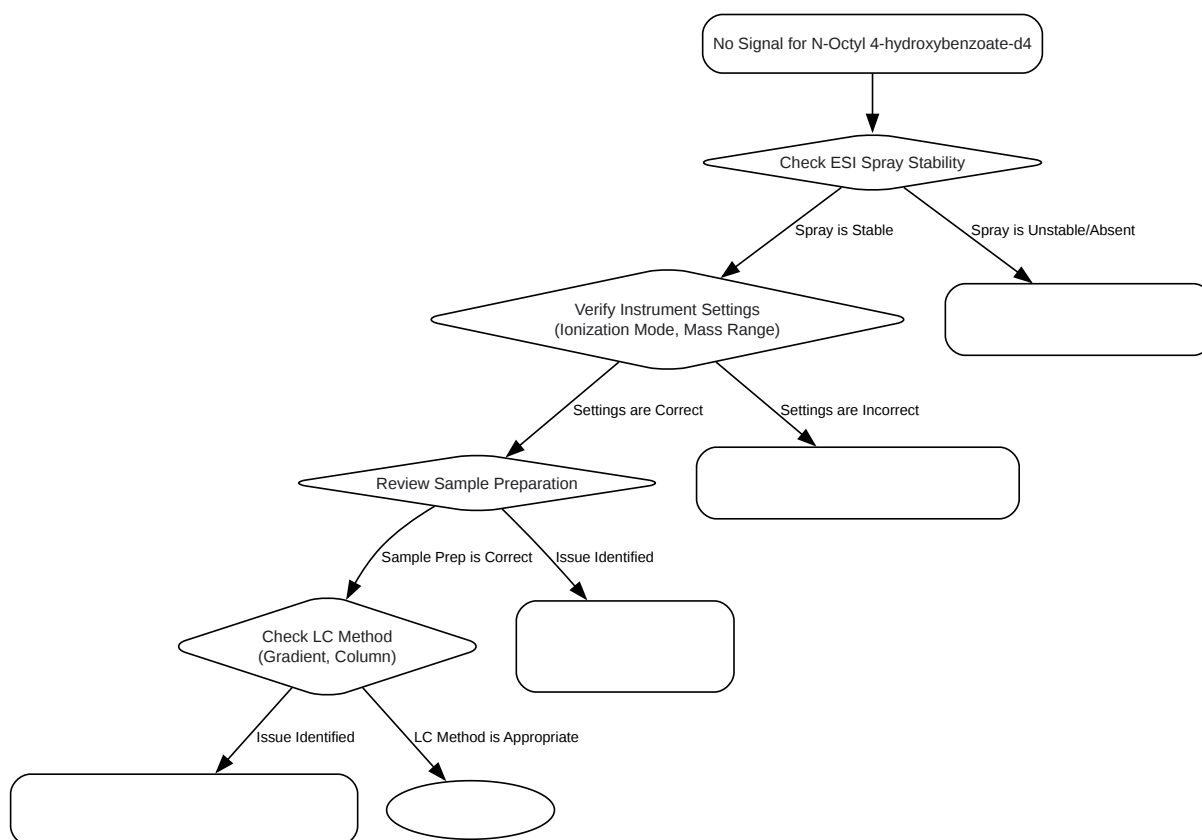 No Signal for N-Octyl 4-hydroxybenzoate-d4
Check ESI Spray Stability
Spray is Stable
Spray is Unstable/Absent
Verify Instrument Settings
(Ionization Mode, Mass Range)
Settings are Correct
Settings are Incorrect
Review Sample Preparation
Sample Prep is Correct
Issue Identified
Check LC Method
(Gradient, Column)
Issue Identified
LC Method is Appropriate